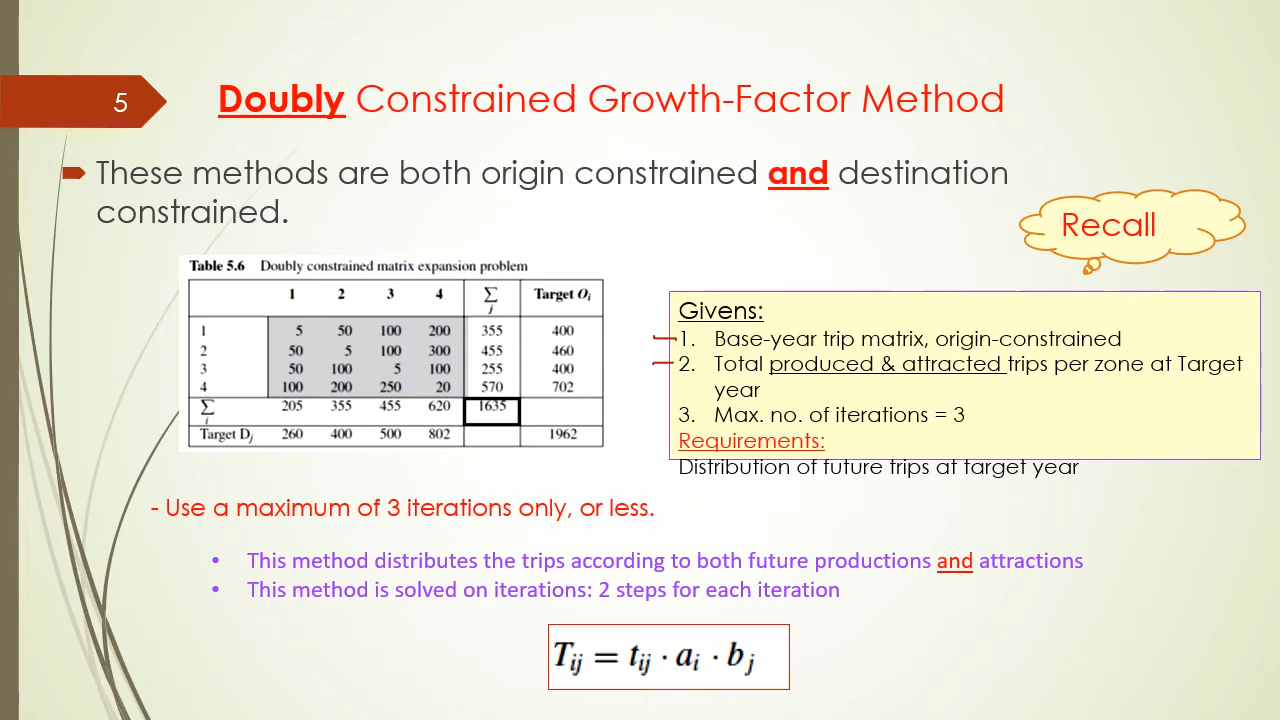 5
Doubly Constrained Growth-Factor Method
These methods are both origin constrained and destination
constrained.
Recall
Table 5.6 Doubly constrained matrix expansion problem
1 2 3 4 ∑j Target Oi
1 5 50 100 200 355 400
2 50 5 100 300 455 460
3 50 100 5 100 255 400
4 100 200 250 20 570 702
∑i 205 355 455 620 1635
Target Dj 260 400 500 802 1962
Givens:
1. Base-year trip matrix, origin-constrained
2. Total produced & attracted trips per zone at Target
year
3. Max. no. of iterations = 3
Requirements:
Distribution of future trips at target year
- Use a maximum of 3 iterations only, or less.
• This method distributes the trips according to both future productions and attractions
• This method is solved on iterations: 2 steps for each iteration
Tij = tij · ai · bj